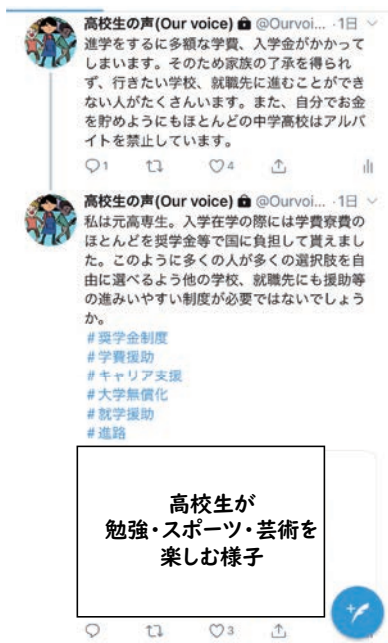 高校生の声(Our voice) @Ourvoi... ·1日
進学をするに多額な学費、入学金がかかって
しまいます。そのため家族の了承を得られ
ず、行きたい学校、就職先に進むことができ
ない人がたくさんいます。また、自分でお金
を貯めようにもほとんどの中学高校はアルバ
イトを禁止しています。
1 4
高校生の声(Our voice) @Ourvoi... ·1日
私は元高専生。入学在学の際には学費寮費の
ほとんどを奨学金等で国に負担して貰えまし
た。このように多くの人が多くの選択肢を自
由に選べるよう他の学校、就職先にも援助等
の進みいやすい制度が必要ではないでしょう
か。
#奨学金制度
#学費援助
#キャリア支援
#大学無償化
#就学援助
#進路
高校生が
勉強・スポーツ・芸術を
楽しむ様子
3